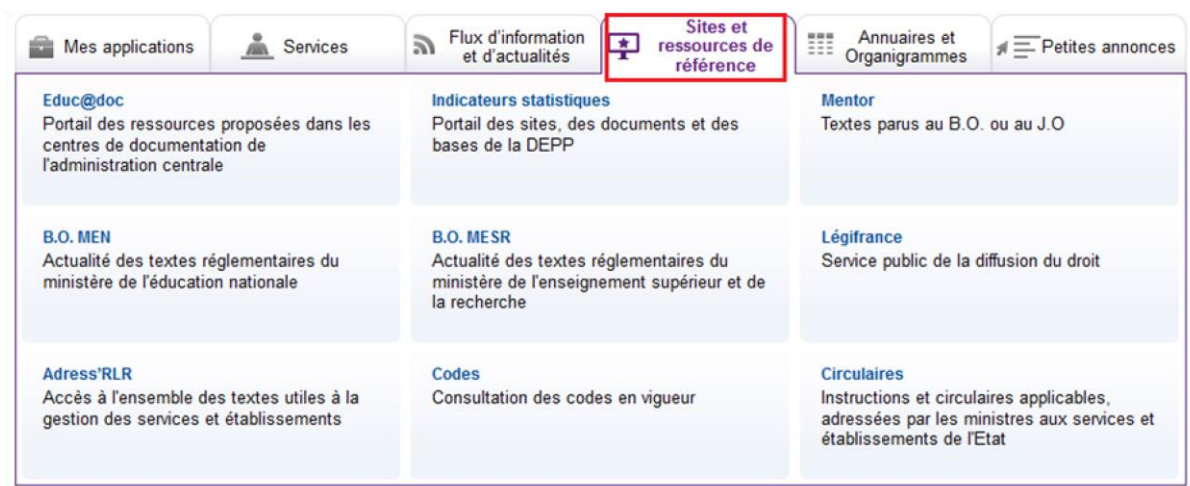 Mes applications
Services
Flux d'information
et d'actualités
Sites et
ressources de
référence
Annuaires et
Organigrammes
Petites annonces
Educ@doc
Portail des ressources proposées dans les
centres de documentation de
l'administration centrale
Indicateurs statistiques
Portail des sites, des documents et des
bases de la DEPP
Mentor
Textes parus au B.O. ou au J.O
B.O. MEN
Actualité des textes réglementaires du
ministère de l'éducation nationale
B.O. MESR
Actualité des textes réglementaires du
ministère de l'enseignement supérieur et de
la recherche
Légifrance
Service public de la diffusion du droit
Adress'RLR
Accès à l'ensemble des textes utiles à la
gestion des services et établissements
Codes
Consultation des codes en vigueur
Circulaires
Instructions et circulaires applicables,
adressées par les ministres aux services et
établissements de l'Etat